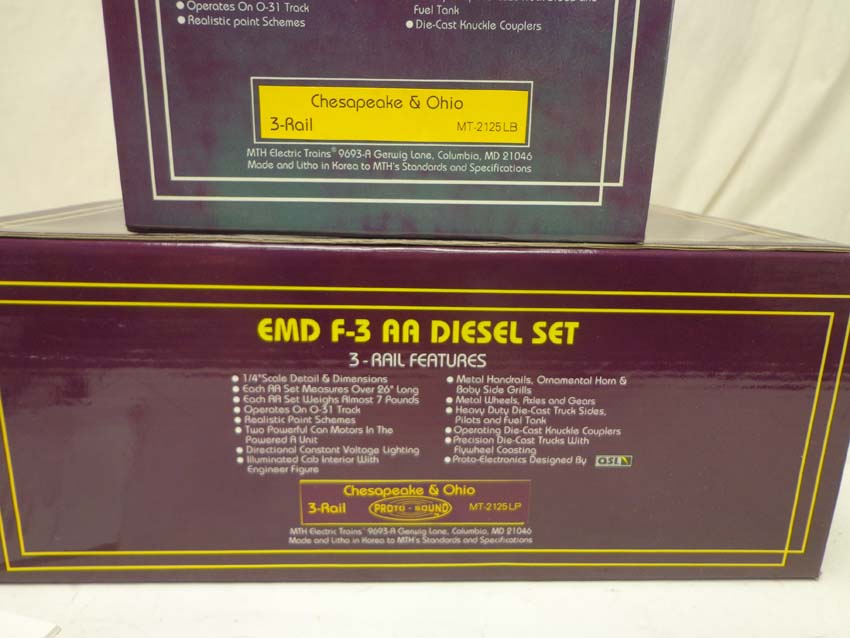 Operates On O-31 Track
Realistic Paint Schemes
Fuel Tank
Die-Cast Knuckle Couplers
Chesapeake & Ohio
3-Rail MT-2125LB
MTH Electric Trains® 9693-A Gerwig Lane, Columbia, MD 21046
Made and Litho in Korea to MTH's Standards and Specifications
EMD F-3 AA DIESEL SET
3-RAIL FEATURES
1/4" Scale Detail & Dimensions
Each AA Set Measures Over 26" Long
Each AA Set Weighs Almost 7 Pounds
Operates On O-31 Track
Realistic Paint Schemes
Two Powerful Can Motors In The
Powered A Unit
Directional Constant Voltage Lighting
Illuminated Cab Interior With
Engineer Figure
Metal Handrails, Ornamental Horn &
Body Side Grills
Metal Wheels, Axles and Gears
Heavy Duty Die-Cast Truck Sides,
Pilots and Fuel Tank
Operating Die-Cast Knuckle Couplers
Precision Die-Cast Trucks With
Flywheel Coasting
Proto-Electronics Designed By QSI
Chesapeake & Ohio
3-Rail PROTO-SOUND MT-2125LP
MTH Electric Trains® 9693-A Gerwig Lane, Columbia, MD 21046
Made and Litho in Korea to MTH's Standards and Specifications